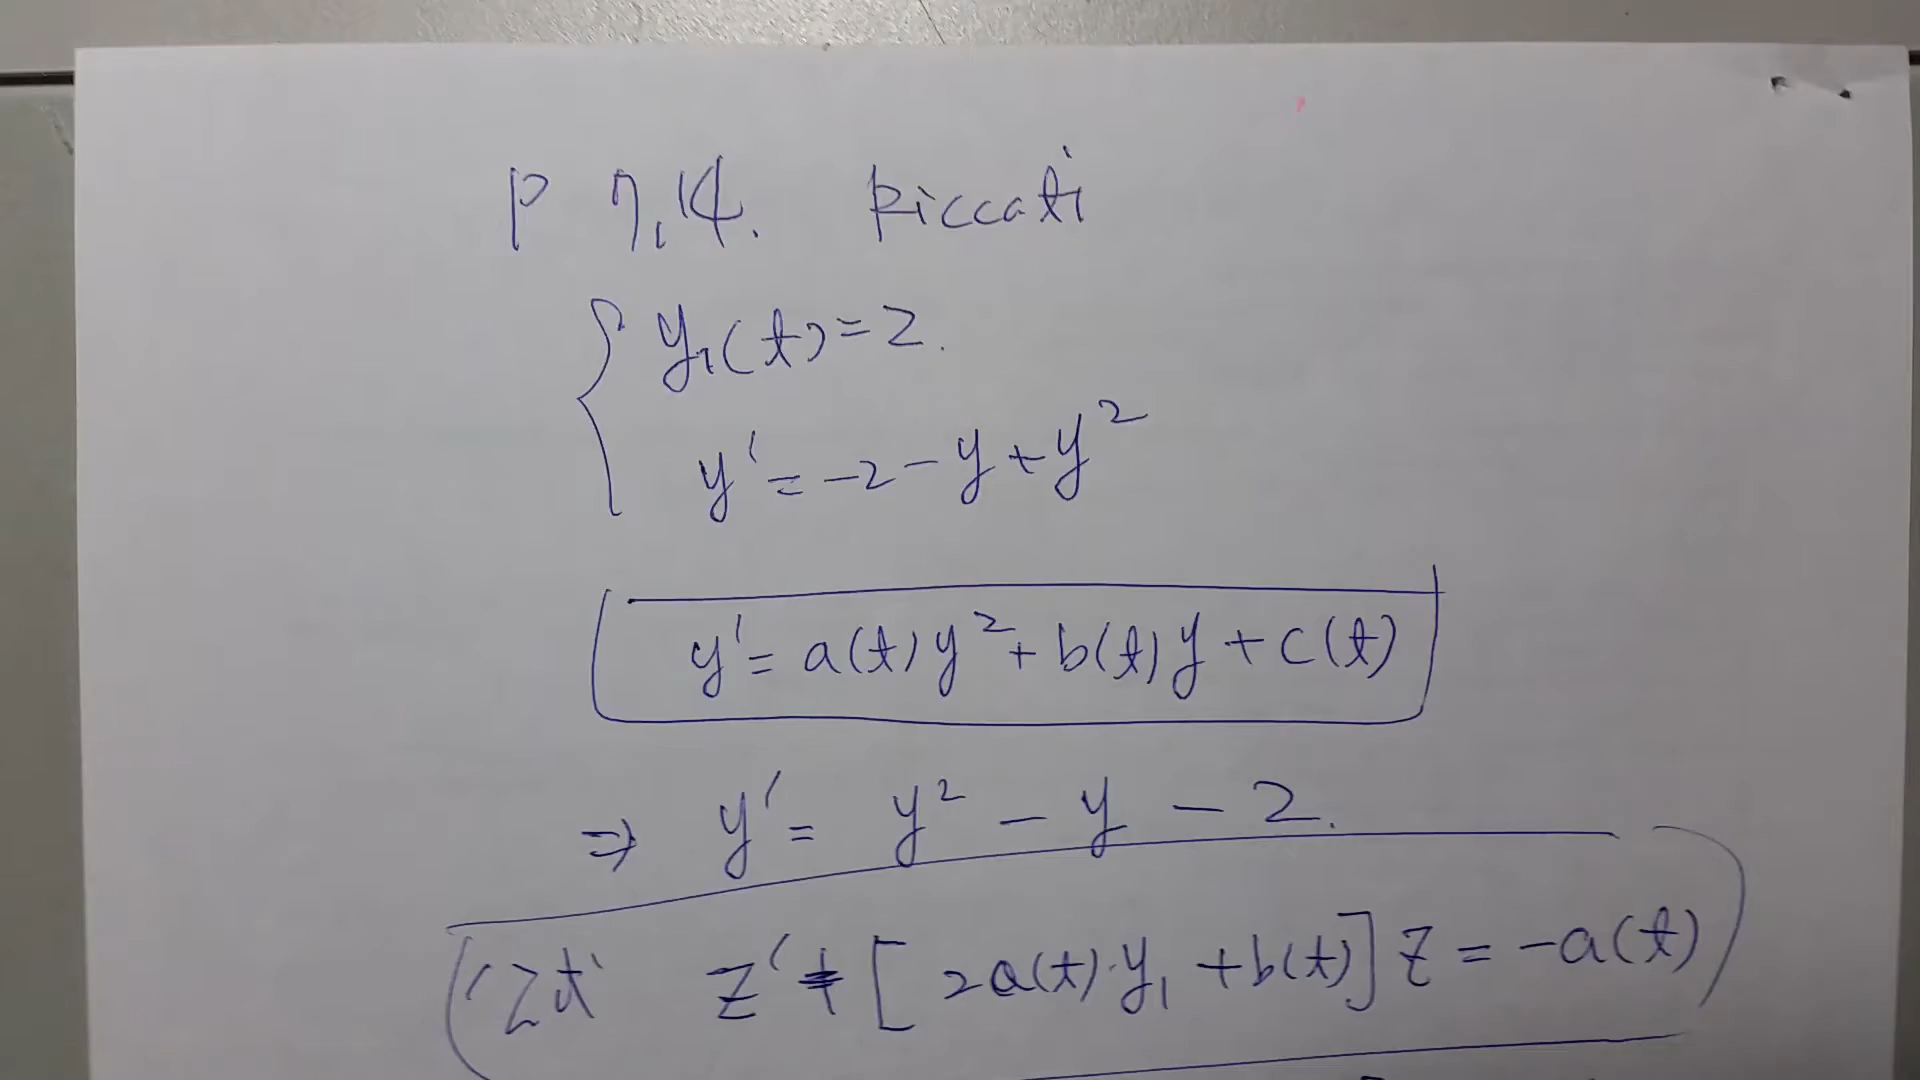 P 7.14. Riccati
y₁(t)=2.
y'=-2-y+y²
y'=a(t)y²+b(t)y+c(t)
⇒ y'= y² - y - 2.
z'+[2a(t)·y₁+b(t)]z=-a(t)